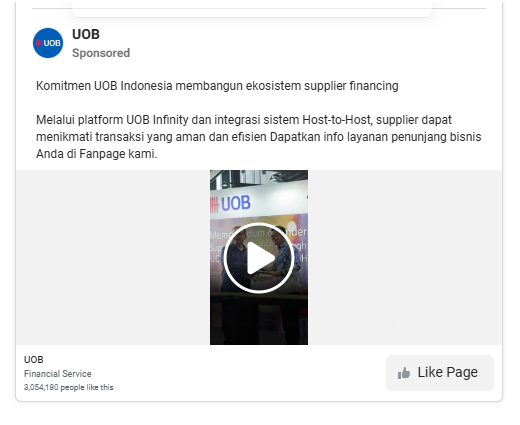 UOB
UOB
Sponsored
Komitmen UOB Indonesia membangun ekosistem supplier financing
Melalui platform UOB Infinity dan integrasi sistem Host-to-Host, supplier dapat
menikmati transaksi yang aman dan efisien Dapatkan info layanan penunjang bisnis
Anda di Fanpage kami.
UOB
UOB
Financial Service
3,054,180 people like this
Like Page